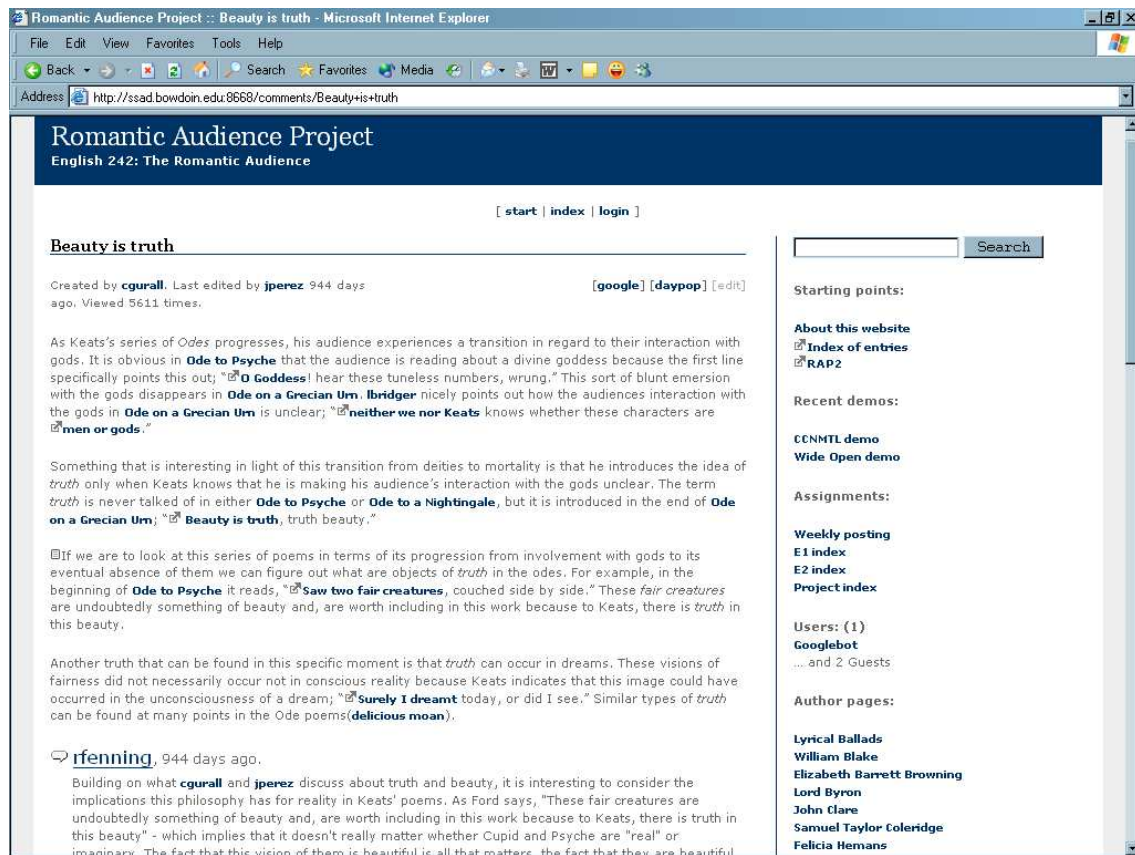 Romantic Audience Project :: Beauty is truth - Microsoft Internet Explorer
File Edit View Favorites Tools Help
Back Search Favorites Media
Address http://ssad.bowdoin.edu:8668/comments/Beauty+is+truth
Romantic Audience Project
English 242: The Romantic Audience
[ start | index | login ]
Beauty is truth
Created by cgurall. Last edited by jperez 944 days
ago. Viewed 5611 times.
[google] [daypop] [edit]
As Keats's series of Odes progresses, his audience experiences a transition in regard to their interaction with
gods. It is obvious in Ode to Psyche that the audience is reading about a divine goddess because the first line
specifically points this out; "O Goddess! hear these tuneless numbers, wrung." This sort of blunt emersion
with the gods disappears in Ode on a Grecian Urn. lbridger nicely points out how the audiences interaction with
the gods in Ode on a Grecian Urn is unclear; "neither we nor Keats knows whether these characters are
men or gods."
Something that is interesting in light of this transition from deities to mortality is that he introduces the idea of
truth only when Keats knows that he is making his audience's interaction with the gods unclear. The term
truth is never talked of in either Ode to Psyche or Ode to a Nightingale, but it is introduced in the end of Ode
on a Grecian Urn; " Beauty is truth, truth beauty."
If we are to look at this series of poems in terms of its progression from involvement with gods to its
eventual absence of them we can figure out what are objects of truth in the odes. For example, in the
beginning of Ode to Psyche it reads, "Saw two fair creatures, couched side by side." These fair creatures
are undoubtedly something of beauty and, are worth including in this work because to Keats, there is truth in
this beauty.
Another truth that can be found in this specific moment is that truth can occur in dreams. These visions of
fairness did not necessarily occur not in conscious reality because Keats indicates that this image could have
occurred in the unconsciousness of a dream; "Surely I dreamt today, or did I see." Similar types of truth
can be found at many points in the Ode poems(delicious moan).
rfenning, 944 days ago.
Building on what cgurall and jperez discuss about truth and beauty, it is interesting to consider the
implications this philosophy has for reality in Keats' poems. As Ford says, "These fair creatures are
undoubtedly something of beauty and, are worth including in this work because to Keats, there is truth in
this beauty" - which implies that it doesn't really matter whether Cupid and Psyche are "real" or
imaginary. The fact that this vision of them is beautiful is all that matters, the fact that they are beautiful
Search
Starting points:
About this website
Index of entries
RAP2
Recent demos:
CCNMTL demo
Wide Open demo
Assignments:
Weekly posting
E1 index
E2 index
Project index
Users: (1)
Googlebot
... and 2 Guests
Author pages:
Lyrical Ballads
William Blake
Elizabeth Barrett Browning
Lord Byron
John Clare
Samuel Taylor Coleridge
Felicia Hemans